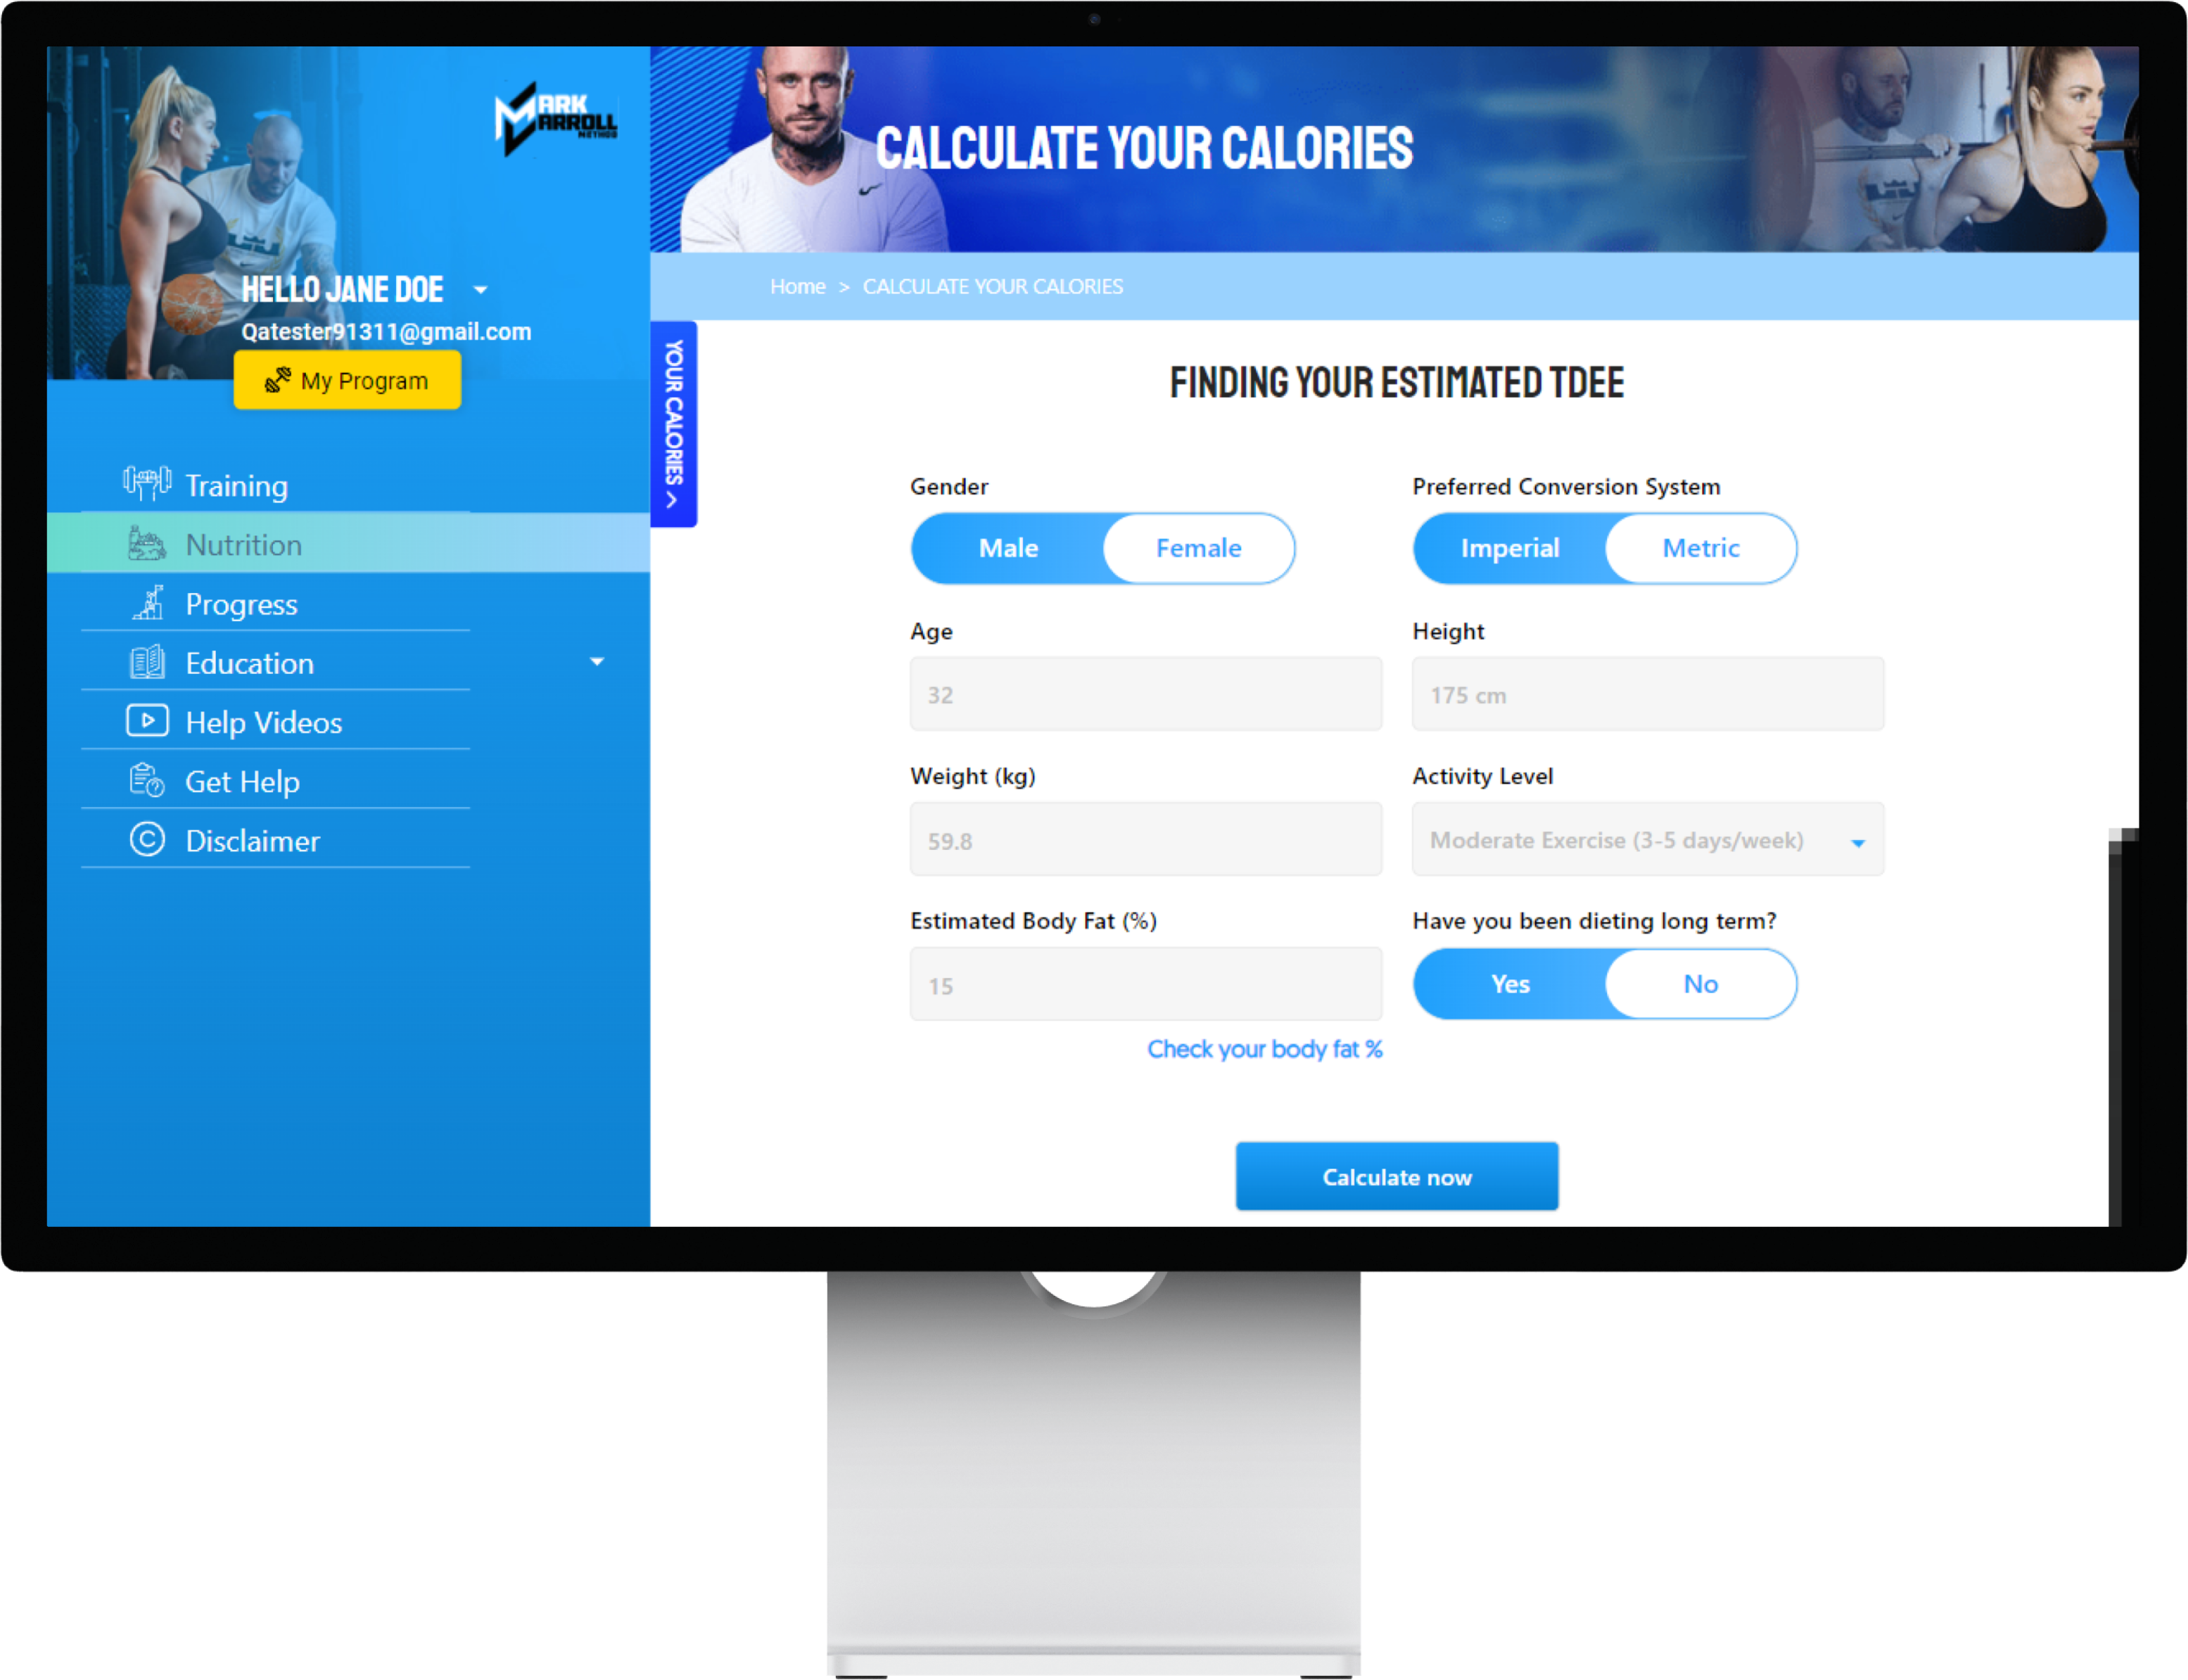 ARK
ARROLL
METHOD
HELLO JANE DOE
Qatester91311@gmail.com
My Program
Training
Nutrition
Progress
Education
Help Videos
Get Help
Disclaimer
CALCULATE YOUR CALORIES
Home > CALCULATE YOUR CALORIES
YOUR CALORIES >
FINDING YOUR ESTIMATED TDEE
Gender
Male Female
Preferred Conversion System
Imperial Metric
Age
32
Height
175 cm
Weight (kg)
59.8
Activity Level
Moderate Exercise (3-5 days/week)
Estimated Body Fat (%)
15
Check your body fat %
Have you been dieting long term?
Yes No
Calculate now